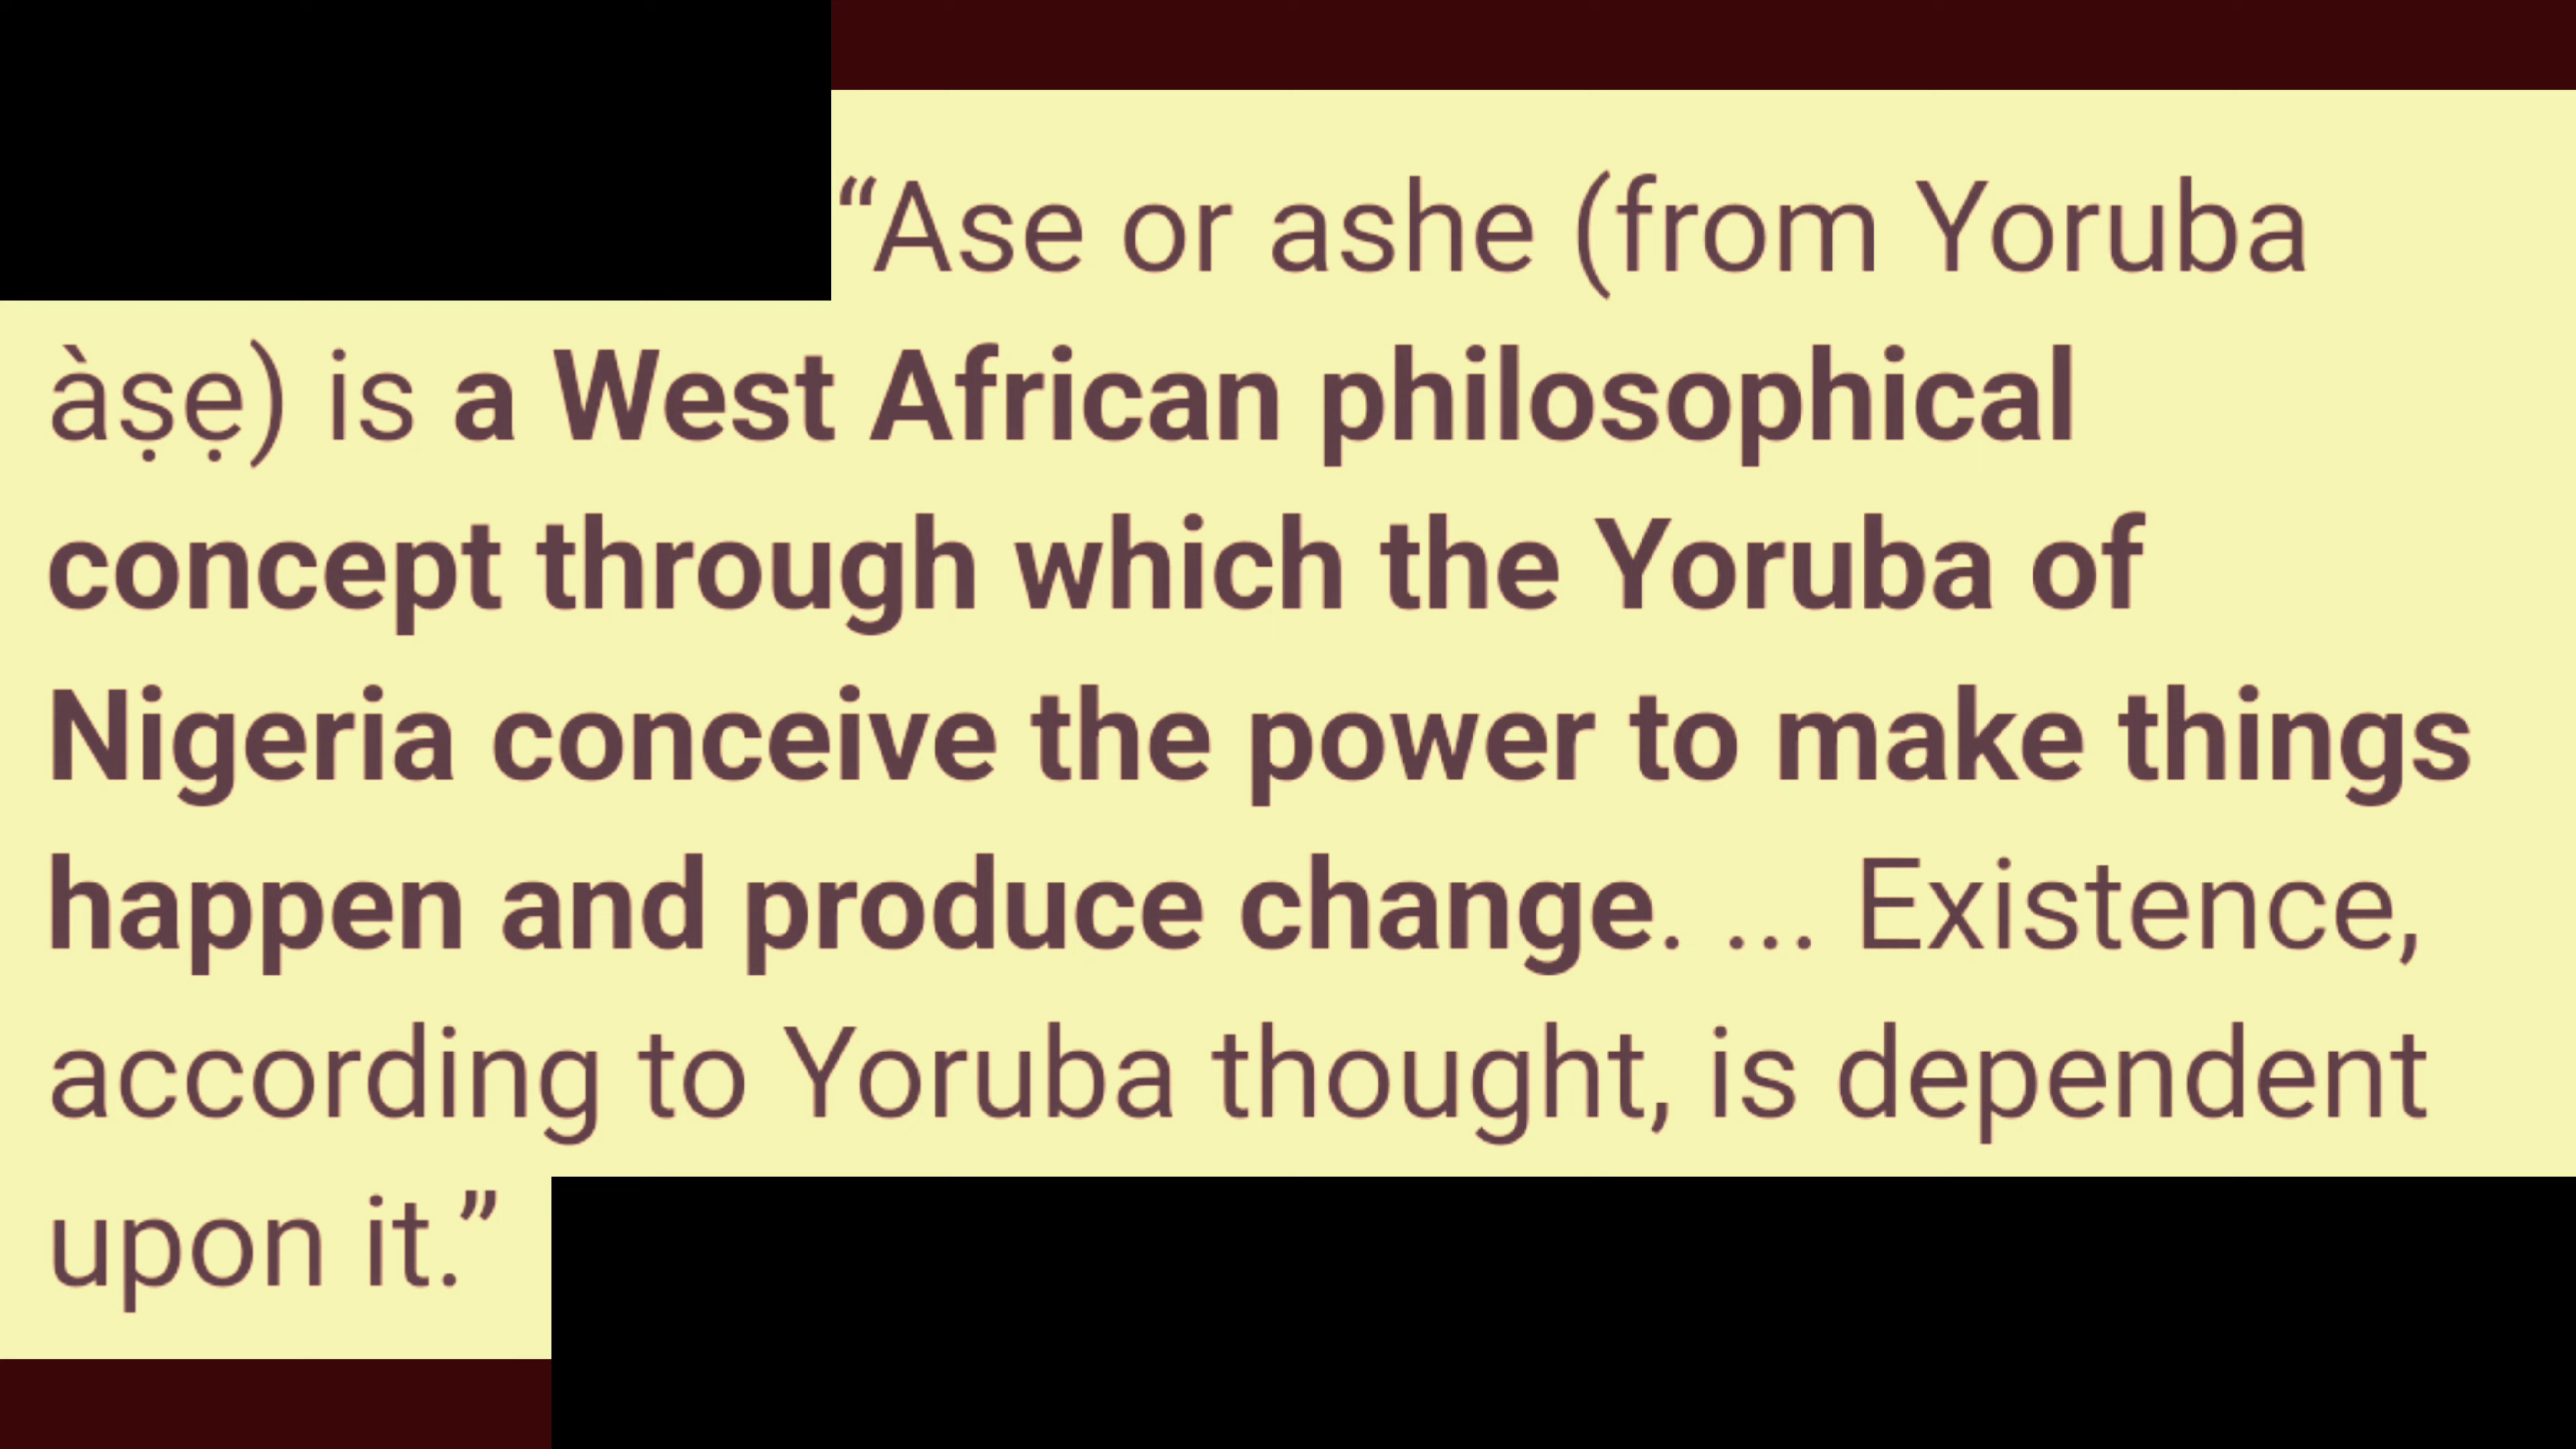 “Ase or ashe (from Yoruba
àṣẹ) is a West African philosophical
concept through which the Yoruba of
Nigeria conceive the power to make things
happen and produce change. ... Existence,
according to Yoruba thought, is dependent
upon it.”